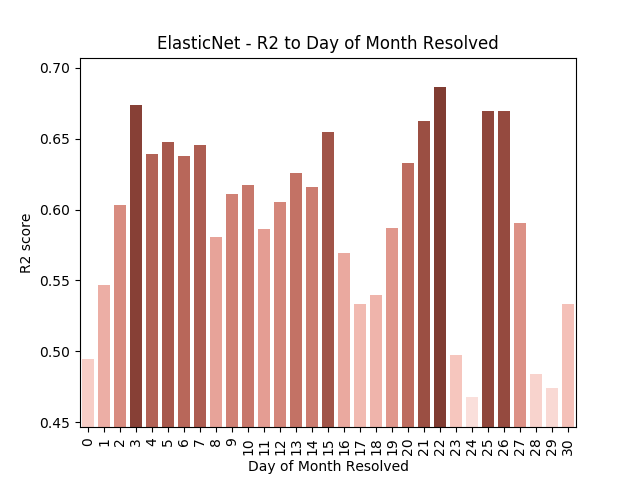 ElasticNet - R2 to Day of Month Resolved
0.70
0.65
0.60
0.55
0.50
0.45
R2 score
0 1 2 3 4 5 6 7 8 9 10 11 12 13 14 15 16 17 18 19 20 21 22 23 24 25 26 27 28 29 30
Day of Month Resolved